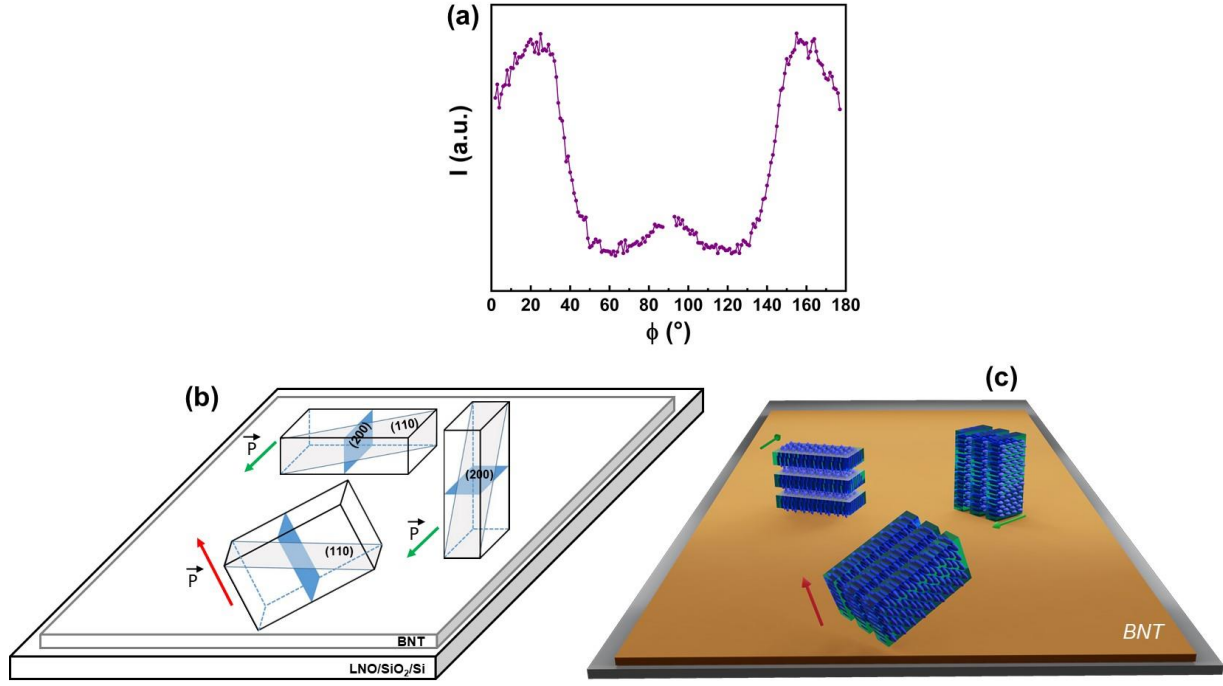 (a)
I (a.u.)
0 20 40 60 80 100 120 140 160 180
ϕ (°)
(b)
(c)
P
(200)
(110)
(200)
P
(110)
P
BNT
LNO/SiO₂/Si
BNT